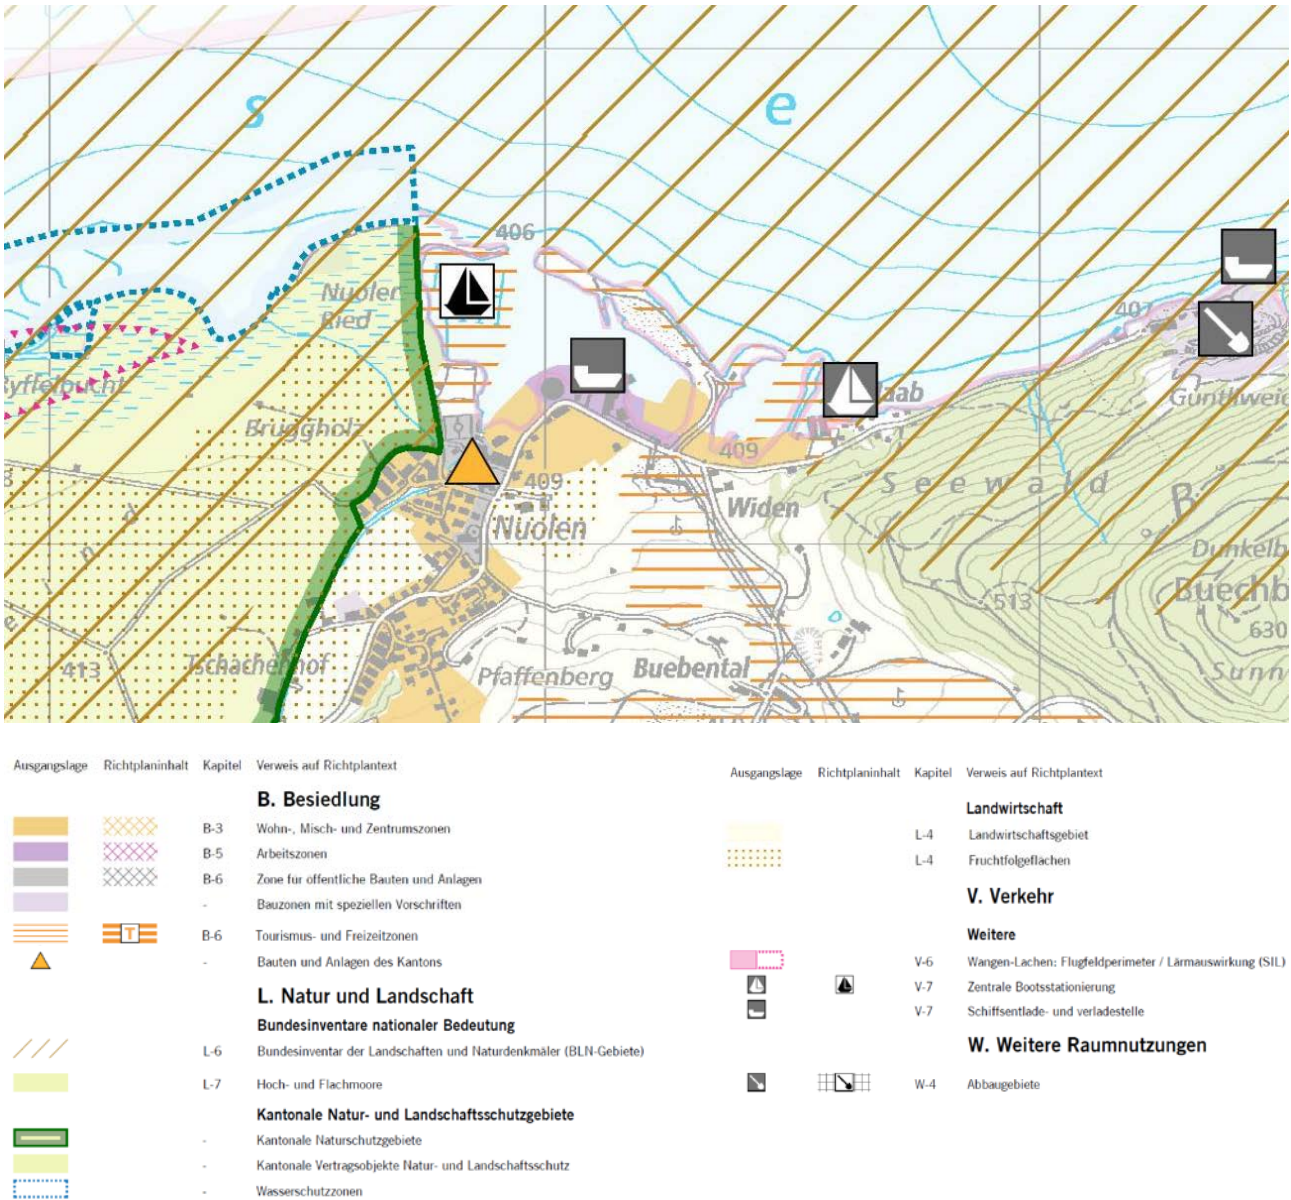 s
e
406
Nuoler
Ried
407
Güntliweid
aab
Bruggholz
409
409
Seewald
B
Nuolen
Widen
Dunkelb
Buechb
513
630
413
Tschachenhof
Pfaffenberg
Buebental
Sunn
Ausgangslage Richtplaninhalt Kapitel Verweis auf Richtplantext
B. Besiedlung
B-3 Wohn-, Misch- und Zentrumszonen
B-5 Arbeitszonen
B-6 Zone für öffentliche Bauten und Anlagen
- Bauzonen mit speziellen Vorschriften
T B-6 Tourismus- und Freizeitzonen
- Bauten und Anlagen des Kantons
L. Natur und Landschaft
Bundesinventare nationaler Bedeutung
L-6 Bundesinventar der Landschaften und Naturdenkmäler (BLN-Gebiete)
L-7 Hoch- und Flachmoore
Kantonale Natur- und Landschaftsschutzgebiete
- Kantonale Naturschutzgebiete
- Kantonale Vertragsobjekte Natur- und Landschaftsschutz
- Wasserschutzzonen
Ausgangslage Richtplaninhalt Kapitel Verweis auf Richtplantext
Landwirtschaft
L-4 Landwirtschaftsgebiet
L-4 Fruchtfolgeflächen
V. Verkehr
Weitere
V-6 Wangen-Lachen: Flugfeldperimeter / Lärmauswirkung (SIL)
V-7 Zentrale Bootsstationierung
V-7 Schiffsentlade- und verladestelle
W. Weitere Raumnutzungen
W-4 Abbaugebiete